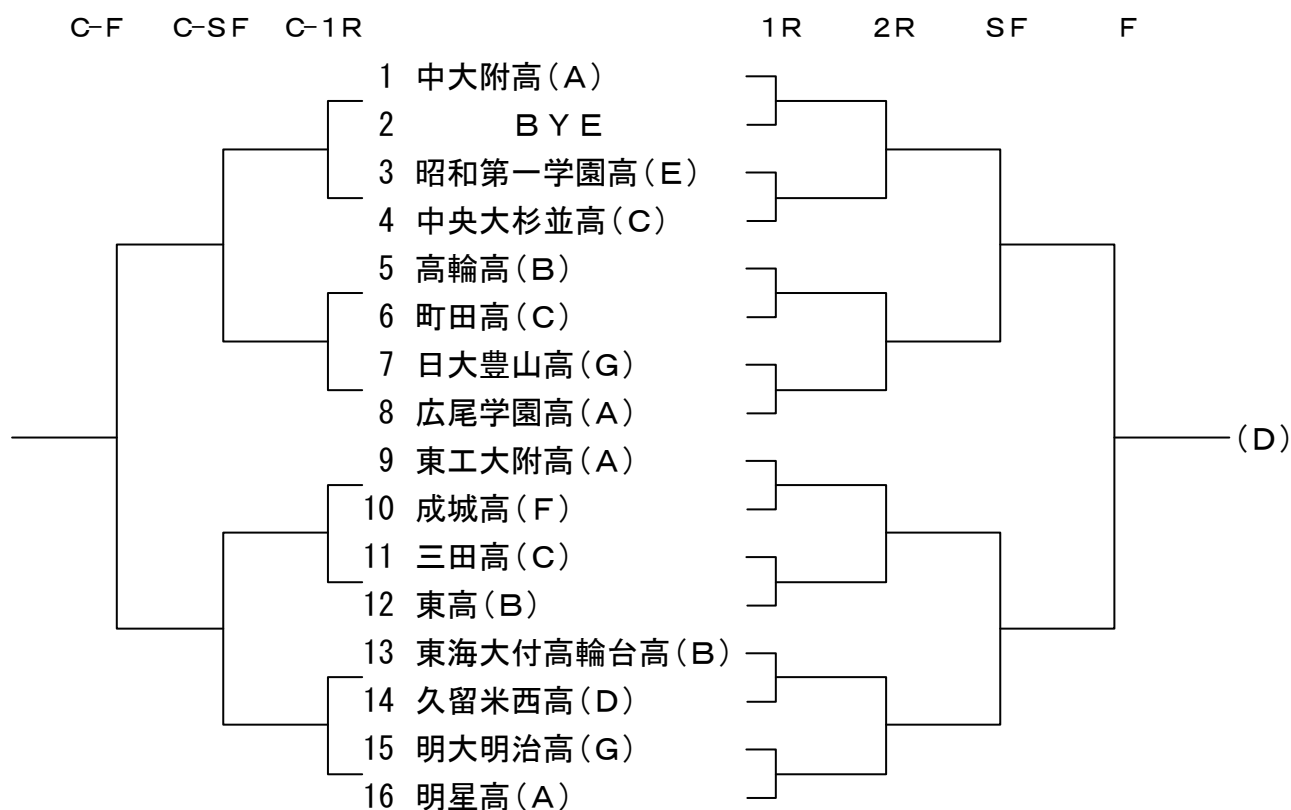 C-F C-SF C-1R 1R 2R SF F
1 中大附高(A)
2 BYE
3 昭和第一学園高(E)
4 中央大杉並高(C)
5 高輪高(B)
6 町田高(C)
7 日大豊山高(G)
8 広尾学園高(A)
(D)
9 東工大附高(A)
10 成城高(F)
11 三田高(C)
12 東高(B)
13 東海大付高輪台高(B)
14 久留米西高(D)
15 明大明治高(G)
16 明星高(A)